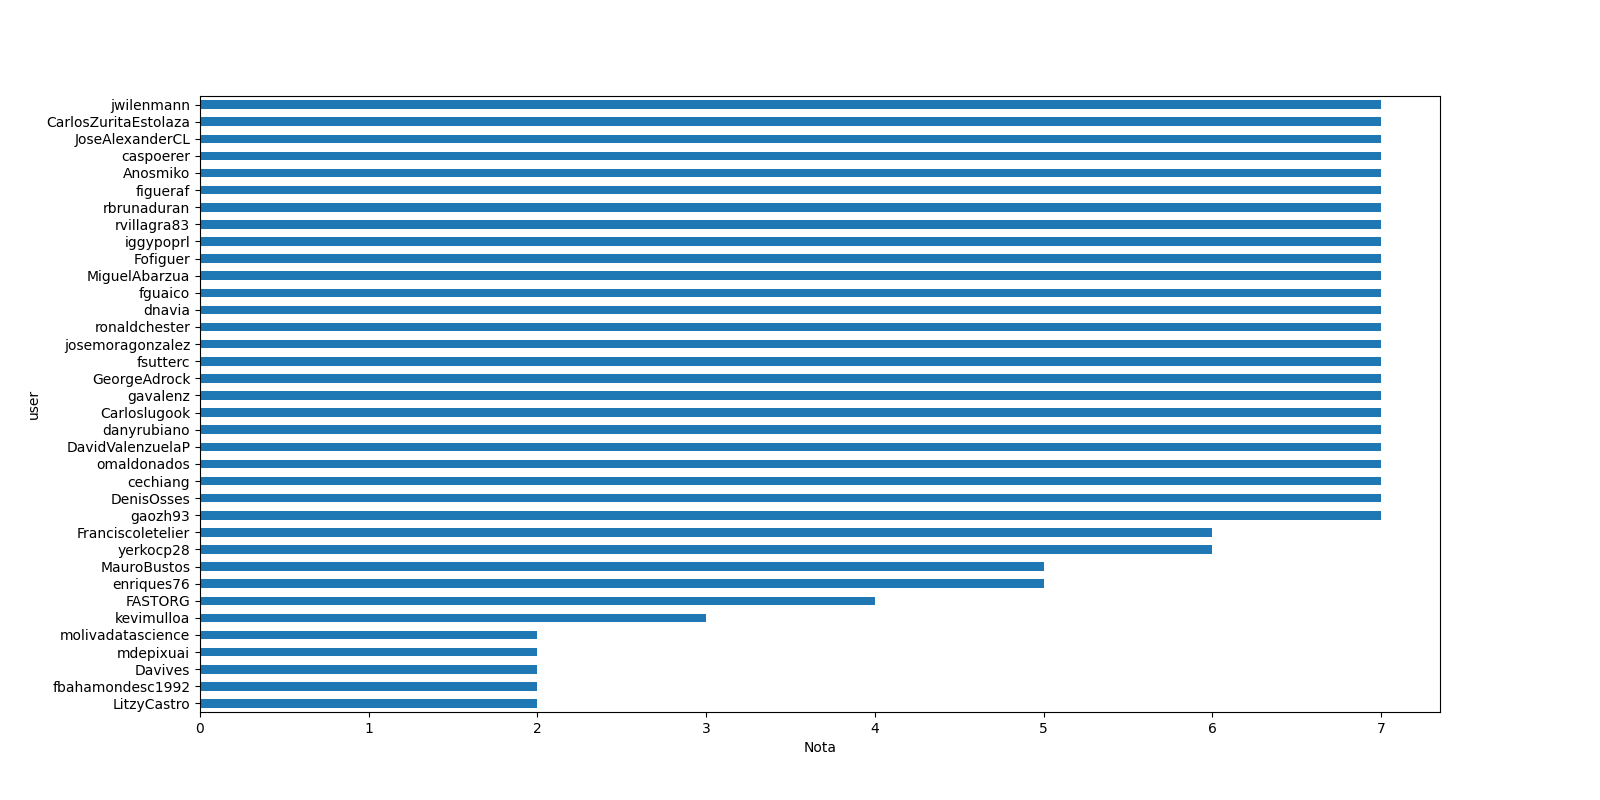 jwilenmann
CarlosZuritaEstolaza
JoseAlexanderCL
caspoerer
Anosmiko
figueraf
rbrunaduran
rvillagra83
iggypoprl
Fofiguer
MiguelAbarzua
fguaico
dnavia
ronaldchester
josemoragonzalez
fsutterc
GeorgeAdrock
gavalenz
Carloslugook
danyrubiano
DavidValenzuelaP
omaldonados
cechiang
DenisOsses
gaozh93
Franciscoletelier
yerkocp28
MauroBustos
enriques76
FASTORG
kevimulloa
molivadatascience
mdepixuai
Davives
fbahamondesc1992
LitzyCastro
user
0 1 2 3 4 5 6 7
Nota